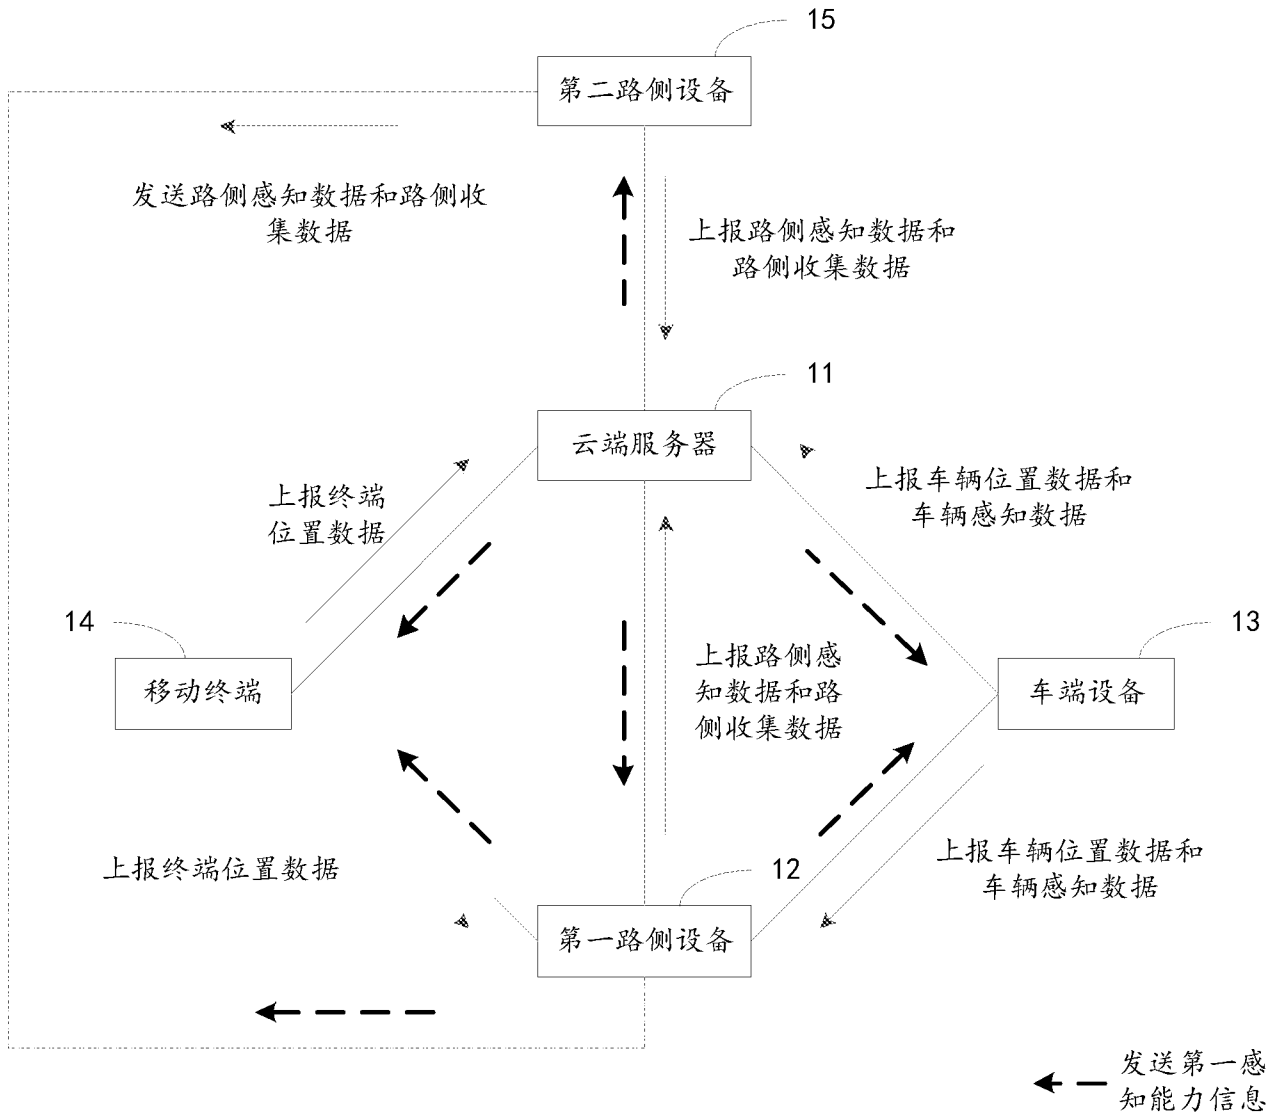 15
第二路侧设备
发送路侧感知数据和路侧收
集数据
上报路侧感知数据和
路侧收集数据
11
云端服务器
上报终端
位置数据
上报车辆位置数据和
车辆感知数据
14
移动终端
上报路侧感
知数据和路
侧收集数据
13
车端设备
上报终端位置数据
12
第一路侧设备
上报车辆位置数据和
车辆感知数据
发送第一感
知能力信息